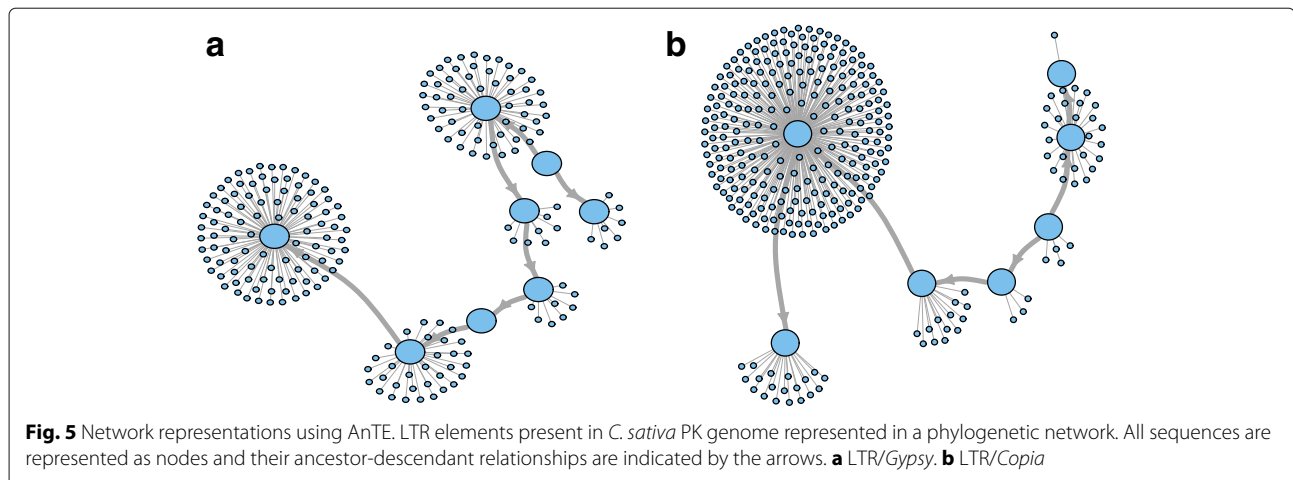 a
b
Fig. 5 Network representations using AnTE. LTR elements present in C. sativa PK genome represented in a phylogenetic network. All sequences are
represented as nodes and their ancestor-descendant relationships are indicated by the arrows. a LTR/Gypsy. b LTR/Copia